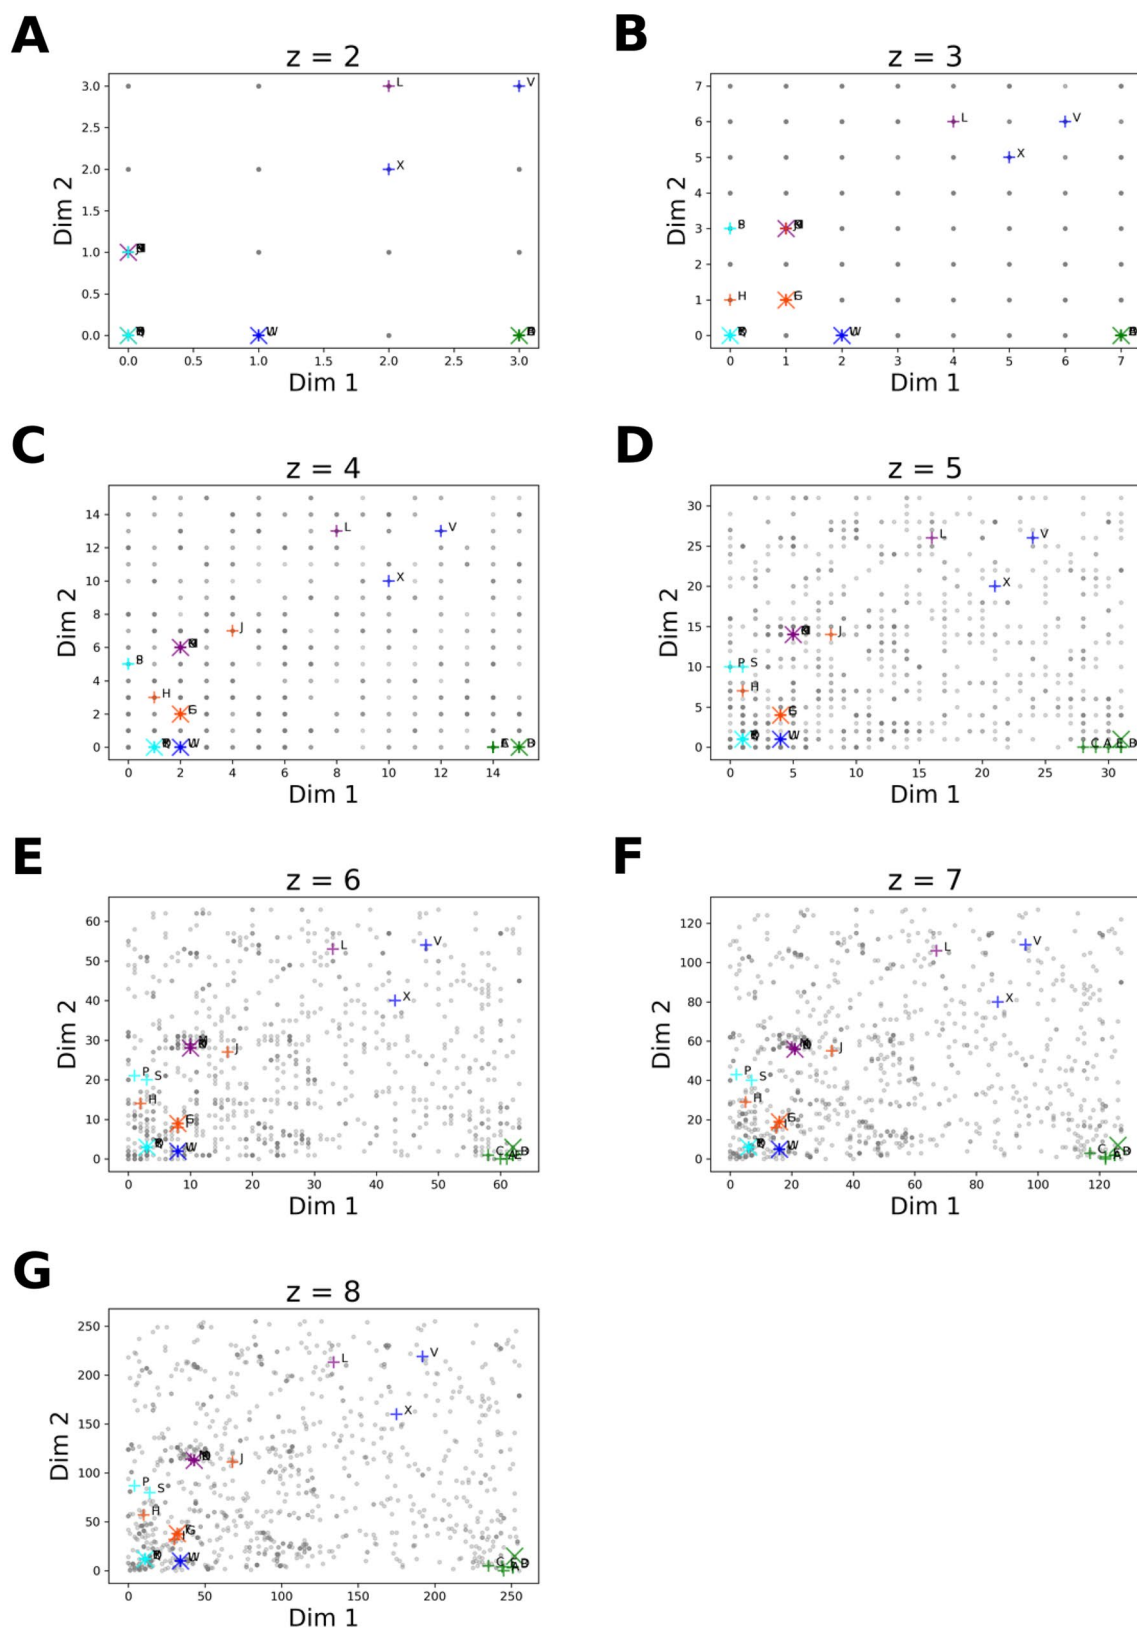 A
B
z = 2
z = 3
3.0
2.5
2.0
1.5
1.0
0.5
0.0
Dim 2
L
V
X
W
0.0 0.5 1.0 1.5 2.0 2.5 3.0
Dim 1
7
6
5
4
3
2
1
0
Dim 2
L
V
X
H
G
W
0 1 2 3 4 5 6 7
Dim 1
C
D
z = 4
z = 5
14
12
10
8
6
4
2
0
Dim 2
L
V
X
J
H
G
W
0 2 4 6 8 10 12 14
Dim 1
30
25
20
15
10
5
0
Dim 2
L
V
X
J
P S
H
G
W
C A
0 5 10 15 20 25 30
Dim 1
E
F
z = 6
z = 7
60
50
40
30
20
10
0
Dim 2
L
V
X
J
P
S
H
G
W
C
0 10 20 30 40 50 60
Dim 1
120
100
80
60
40
20
0
Dim 2
L
V
X
J
P
S
H
G
I
W
C
A
0 20 40 60 80 100 120
Dim 1
G
z = 8
250
200
150
100
50
0
Dim 2
L
V
X
J
P
S
H
G
I
W
C
A
0 50 100 150 200 250
Dim 1